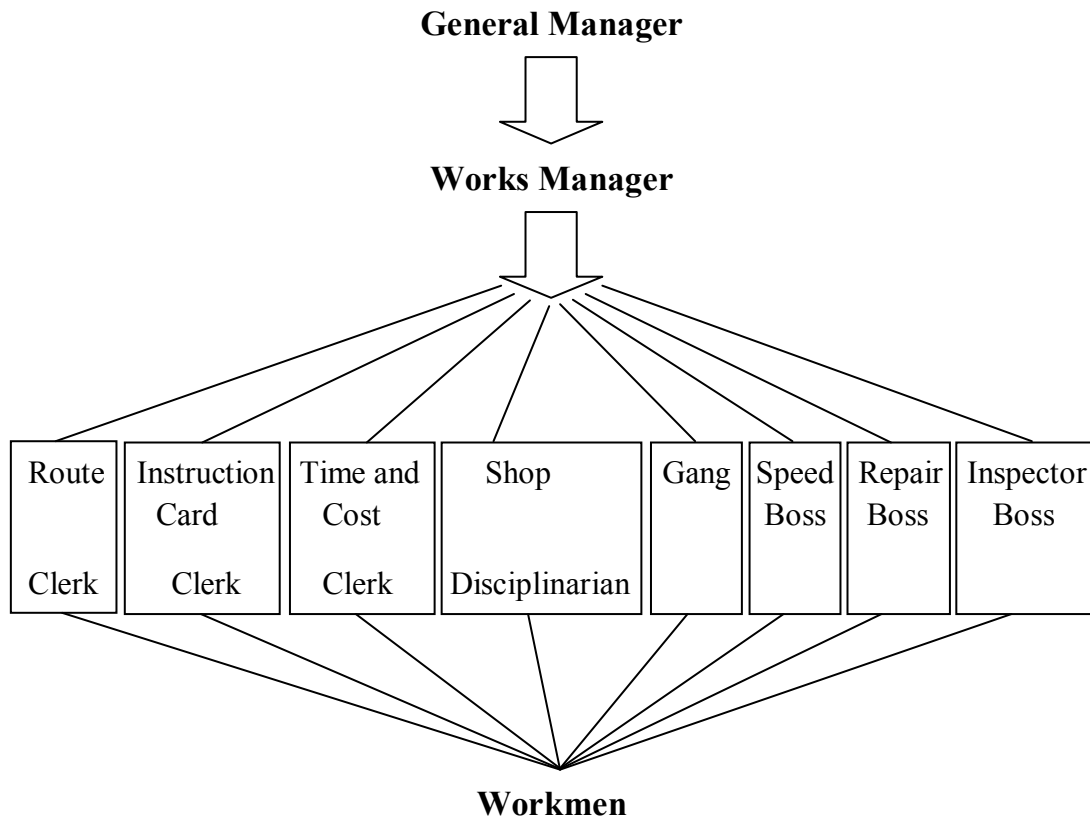 General Manager
Works Manager
Route
Clerk
Instruction
Card
Clerk
Time and
Cost
Clerk
Shop
Disciplinarian
Gang
Speed
Boss
Repair
Boss
Inspector
Boss
Workmen